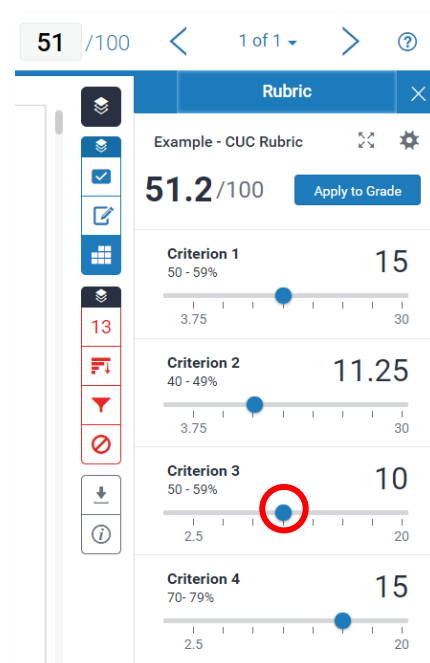 51 /100 1 of 1
Rubric
Example - CUC Rubric
51.2/100 Apply to Grade
Criterion 1
50 - 59%
15
3.75 30
Criterion 2
40 - 49%
11.25
3.75 30
13
Criterion 3
50 - 59%
10
2.5 20
Criterion 4
70- 79%
15
2.5 20